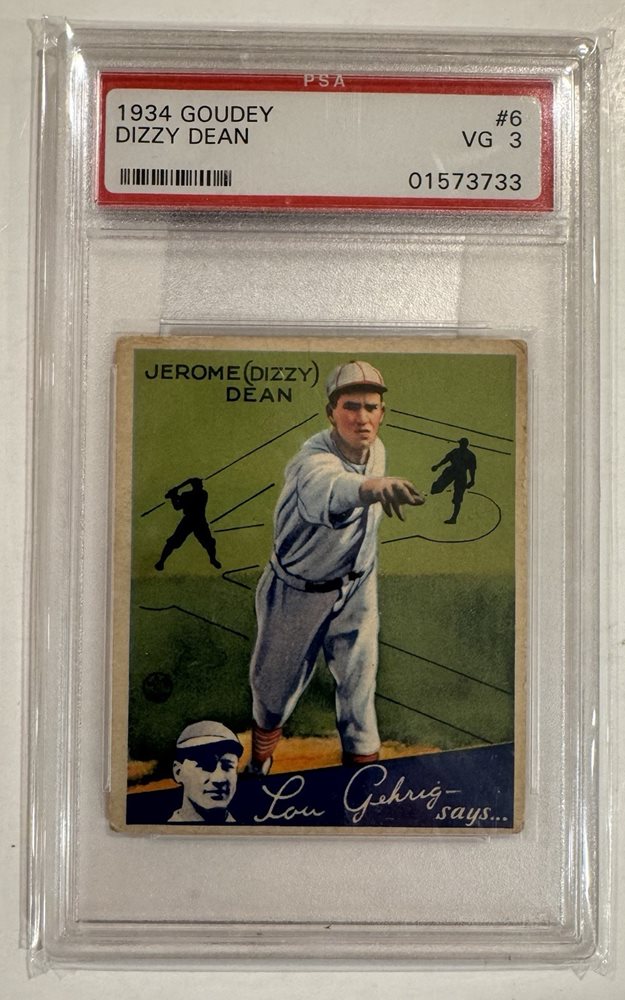 PSA
1934 GOUDEY #6
DIZZY DEAN VG 3
01573733
JEROME (DIZZY)
DEAN
Lou Gehrig-
says...